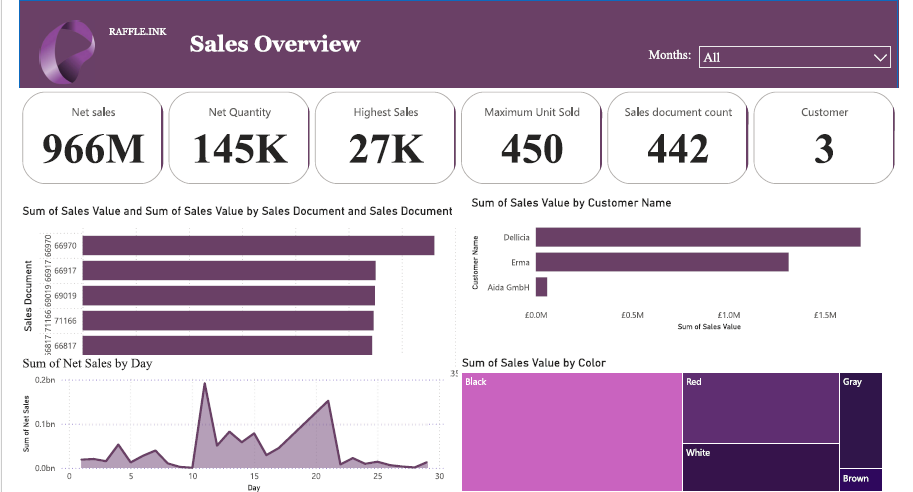 RAFFLE.INK
Sales Overview
Months:
All
Net sales
966M
Net Quantity
145K
Highest Sales
27K
Maximum Unit Sold
450
Sales document count
442
Customer
3
Sum of Sales Value and Sum of Sales Value by Sales Document and Sales Document
Sales Document
66970
66970
66917
66917
69019
69019
71166
71166
66817
66817
35
Sum of Sales Value by Customer Name
Customer Name
Dellicia
Erma
Aida GmbH
£0.0M
£0.5M
£1.0M
£1.5M
Sum of Sales Value
Sum of Net Sales by Day
Sum of Net Sales
0.2bn
0.1bn
0.0bn
0
5
10
15
20
25
30
Day
Sum of Sales Value by Color
Black
Red
White
Gray
Brown